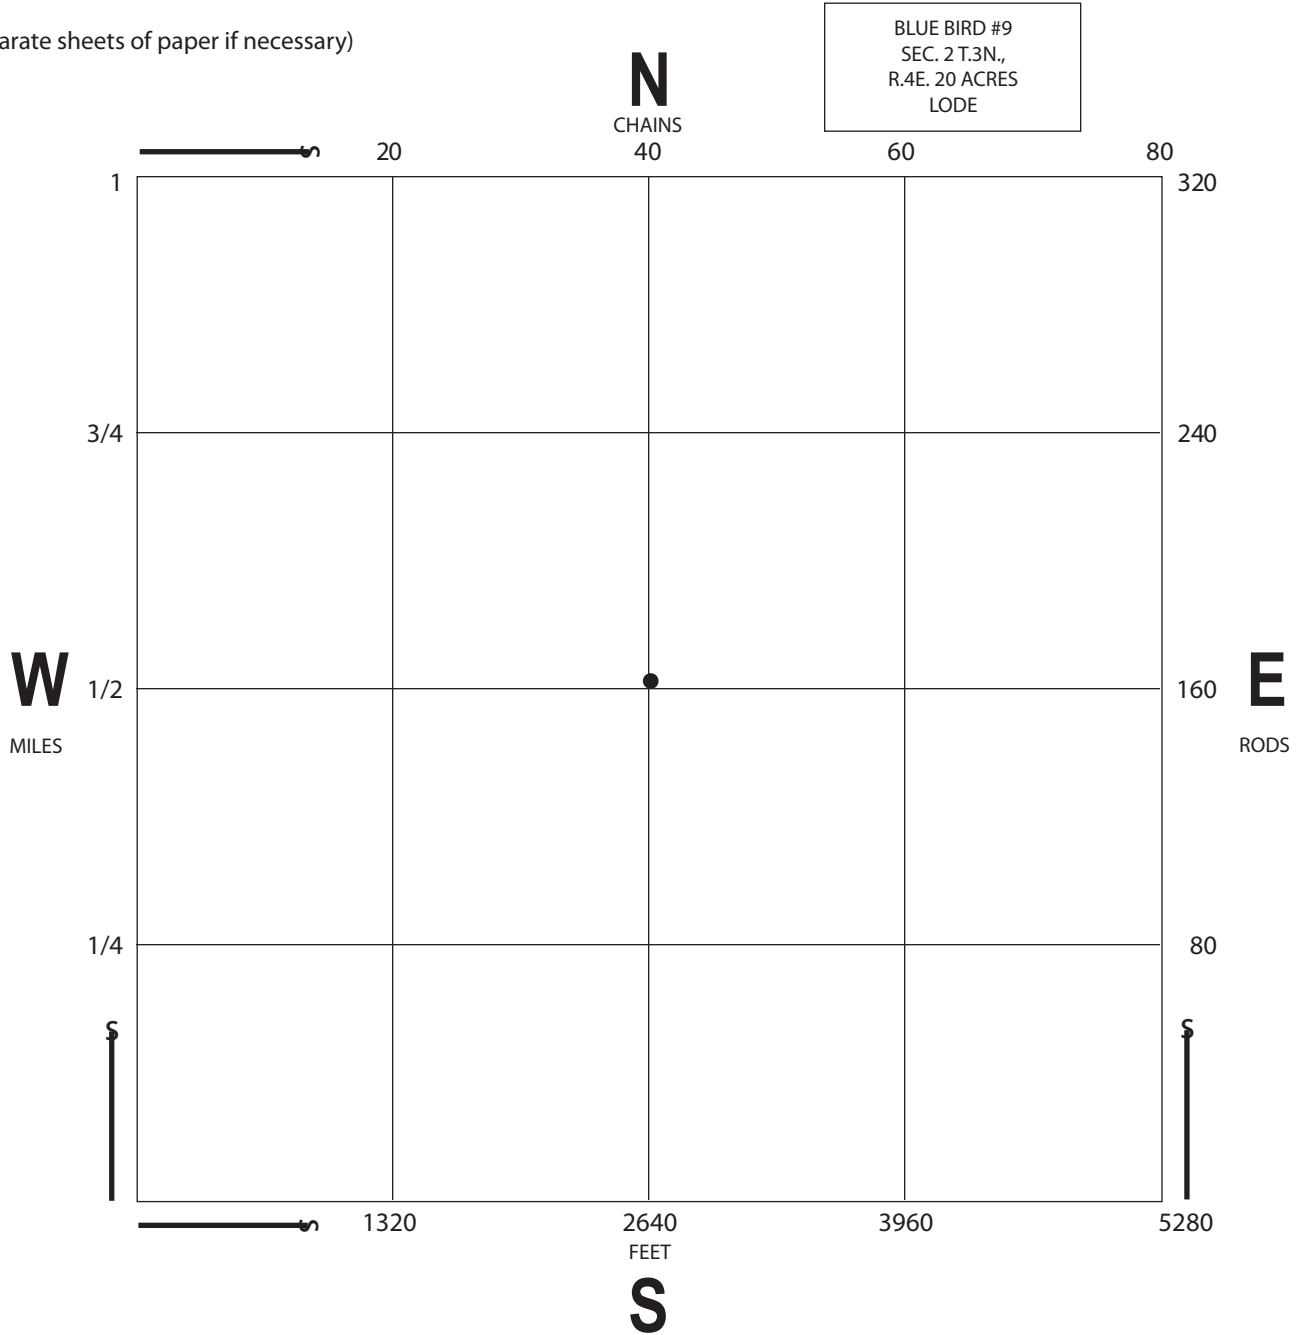 arate sheets of paper if necessary)
BLUE BIRD #9
SEC. 2 T.3N.,
R.4E. 20 ACRES
LODE
N
CHAINS
S 20 40 60 80
1 320
3/4 240
W 1/2 160 E
MILES RODS
1/4 80
S S
S 1320 2640 3960 5280
FEET
S